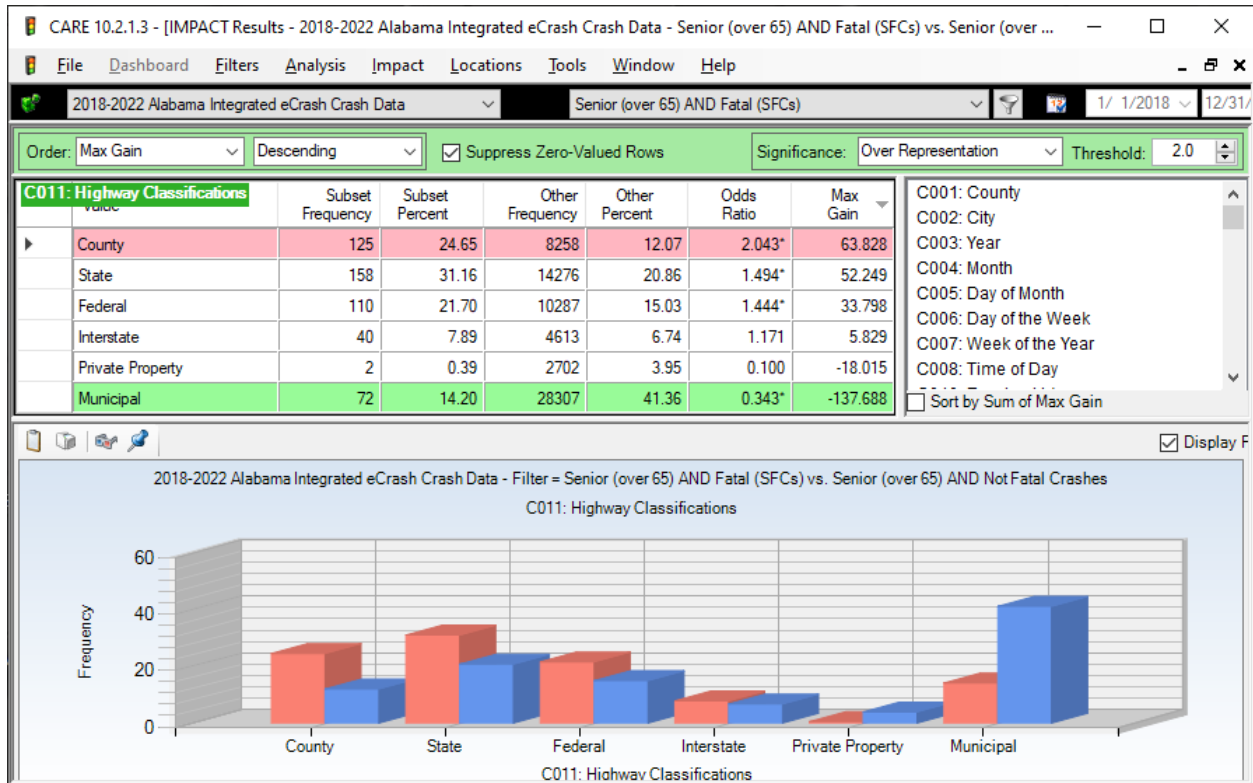 CARE 10.2.1.3 - [IMPACT Results - 2018-2022 Alabama Integrated eCrash Crash Data - Senior (over 65) AND Fatal (SFCs) vs. Senior (over ...
File Dashboard Filters Analysis Impact Locations Tools Window Help
2018-2022 Alabama Integrated eCrash Crash Data Senior (over 65) AND Fatal (SFCs) 1/ 1/2018 12/31/
Order: Max Gain Descending Suppress Zero-Valued Rows Significance: Over Representation Threshold: 2.0
C011: Highway Classifications
Subset Frequency Subset Percent Other Frequency Other Percent Odds Ratio Max Gain
County 125 24.65 8258 12.07 2.043* 63.828
State 158 31.16 14276 20.86 1.494* 52.249
Federal 110 21.70 10287 15.03 1.444* 33.798
Interstate 40 7.89 4613 6.74 1.171 5.829
Private Property 2 0.39 2702 3.95 0.100 -18.015
Municipal 72 14.20 28307 41.36 0.343* -137.688
C001: County
C002: City
C003: Year
C004: Month
C005: Day of Month
C006: Day of the Week
C007: Week of the Year
C008: Time of Day
Sort by Sum of Max Gain
Display F
2018-2022 Alabama Integrated eCrash Crash Data - Filter = Senior (over 65) AND Fatal (SFCs) vs. Senior (over 65) AND Not Fatal Crashes
C011: Highway Classifications
Frequency
60
40
20
0
County State Federal Interstate Private Property Municipal
C011: Highway Classifications